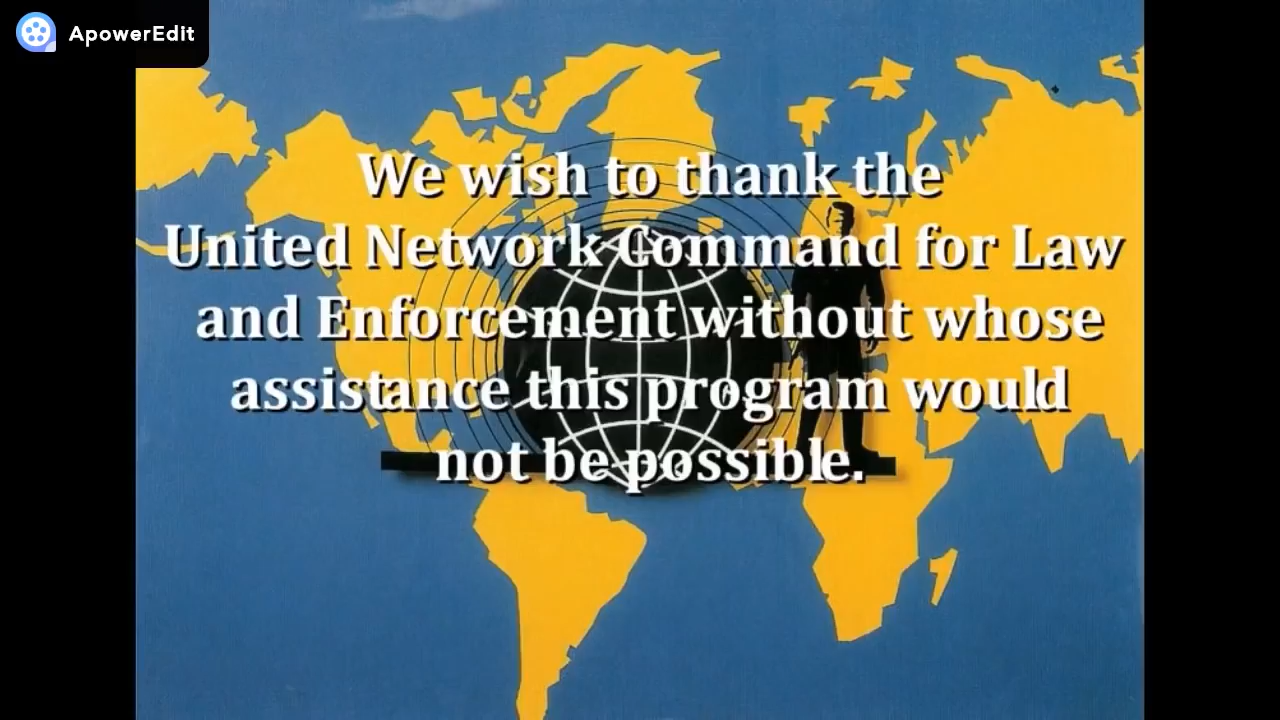 ApowerEdit
We wish to thank the
United Network Command for Law
and Enforcement without whose
assistance this program would
not be possible.